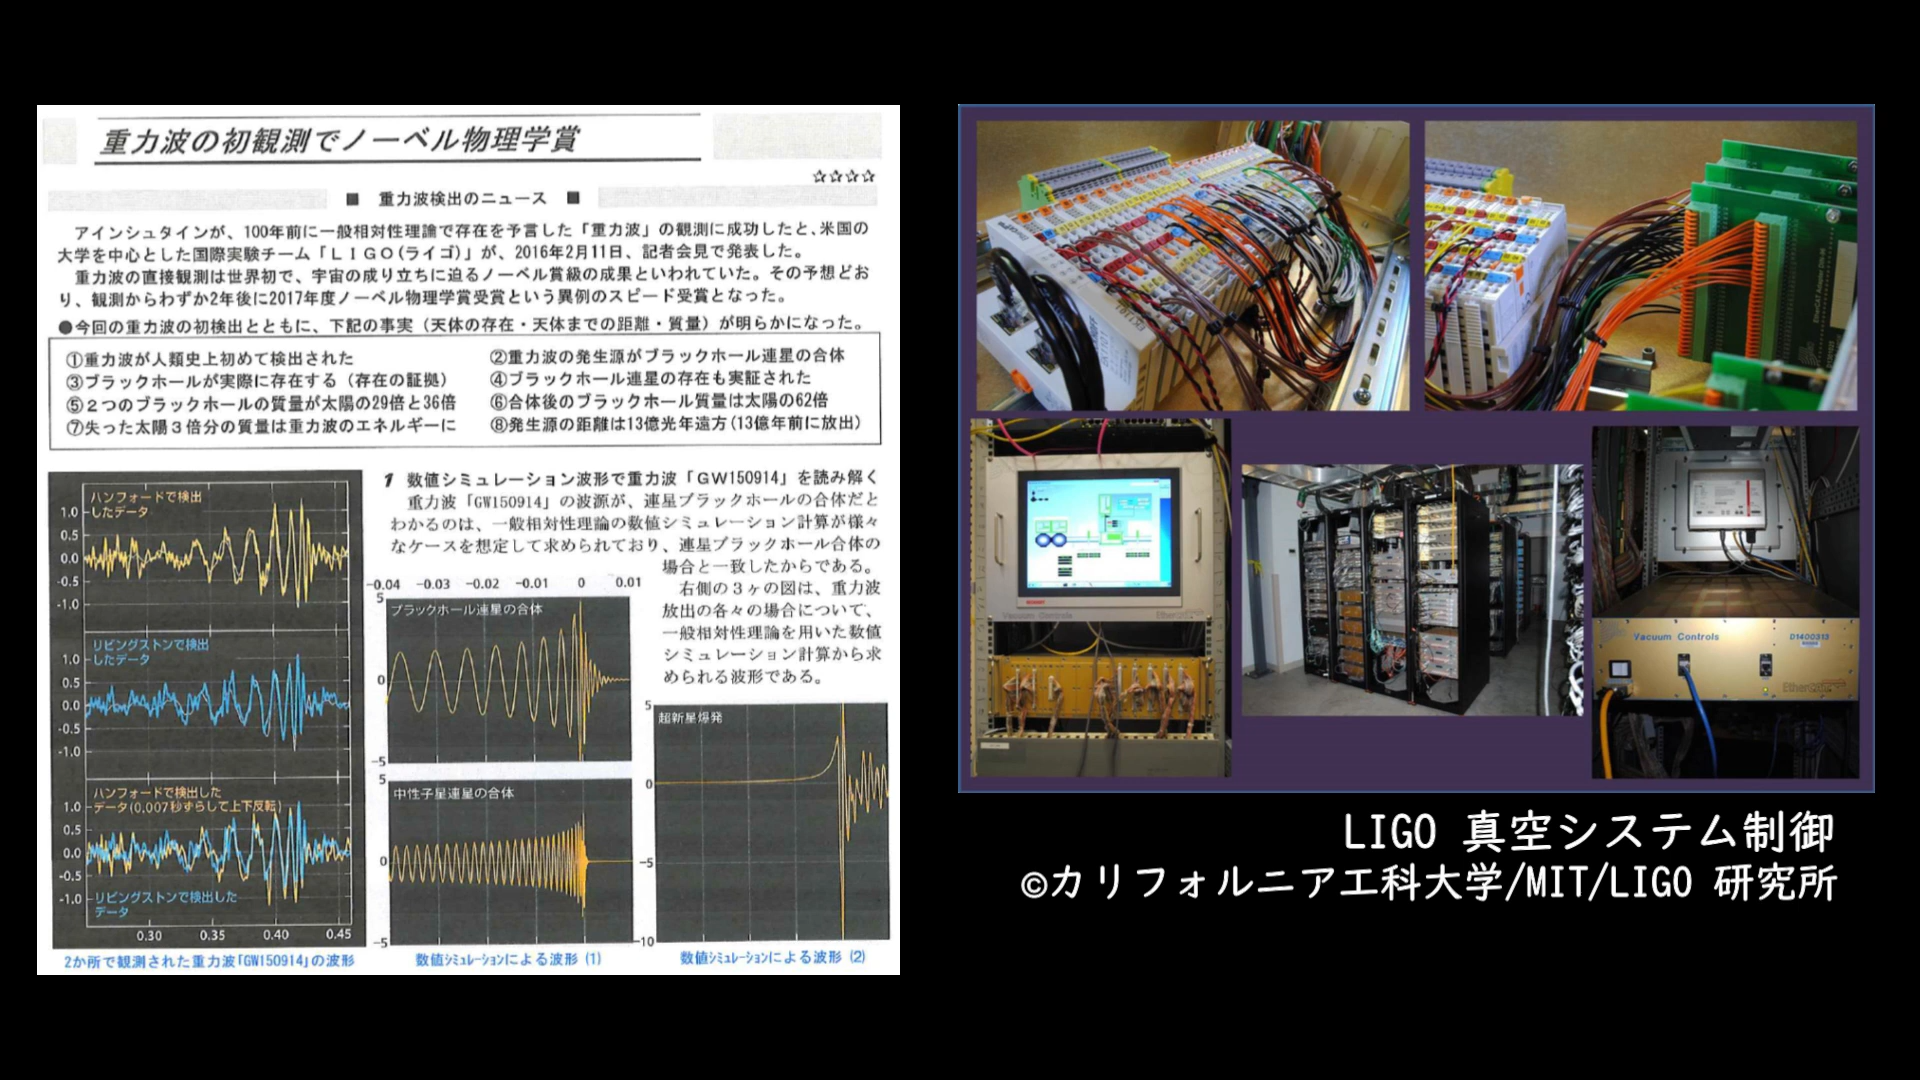 重力波の初観測でノーベル物理学賞
☆☆☆☆
■ 重力波検出のニュース ■
アインシュタインが、100年前に一般相対性理論で存在を予言した「重力波」の観測に成功したと、米国の
大学を中心とした国際実験チーム「LIGO(ライゴ)」が、2016年2月11日、記者会見で発表した。
重力波の直接観測は世界初で、宇宙の成り立ちに迫るノーベル賞級の成果といわれていた。その予想どお
り、観測からわずか2年後に2017年度ノーベル物理学賞受賞という異例のスピード受賞となった。
●今回の重力波の初検出とともに、下記の事実(天体の存在・天体までの距離・質量)が明らかになった。
①重力波が人類史上初めて検出された ②重力波の発生源がブラックホール連星の合体
③ブラックホールが実際に存在する(存在の証拠) ④ブラックホール連星の存在も実証された
⑤2つのブラックホールの質量が太陽の29倍と36倍 ⑥合体後のブラックホール質量は太陽の62倍
⑦失った太陽3倍分の質量は重力波のエネルギーに ⑧発生源の距離は13億光年遠方(13億年前に放出)
ハンフォードで検出
したデータ
1.0
0.5
0.0
-0.5
-1.0
リビングストンで検出
したデータ
1.0
0.5
0.0
-0.5
-1.0
ハンフォードで検出した
データ(0.007秒ずらして上下反転)
1.0
0.5
0.0
-0.5
-1.0
リビングストンで検出した
データ
0.30 0.35 0.40 0.45
2か所で観測された重力波「GW150914」の波形
1 数値シミュレーション波形で重力波「GW150914」を読み解く
重力波「GW150914」の波源が、連星ブラックホールの合体だと
わかるのは、一般相対性理論の数値シミュレーション計算が様々
なケースを想定して求められており、連星ブラックホール合体の
場合と一致したからである。
右側の3ヶの図は、重力波
放出の各々の場合について、
一般相対性理論を用いた数値
シミュレーション計算から求
められる波形である。
-0.04 -0.03 -0.02 -0.01 0 0.01
5
ブラックホール連星の合体
0
-5
5
中性子星連星の合体
0
-5
数値シミュレーションによる波形 (1)
5
超新星爆発
0
-5
-10
数値シミュレーションによる波形 (2)
Vacuum Controls
EtherCAT
Vacuum Controls
D1400313
EtherCAT
LIGO 真空システム制御
©カリフォルニア工科大学/MIT/LIGO 研究所